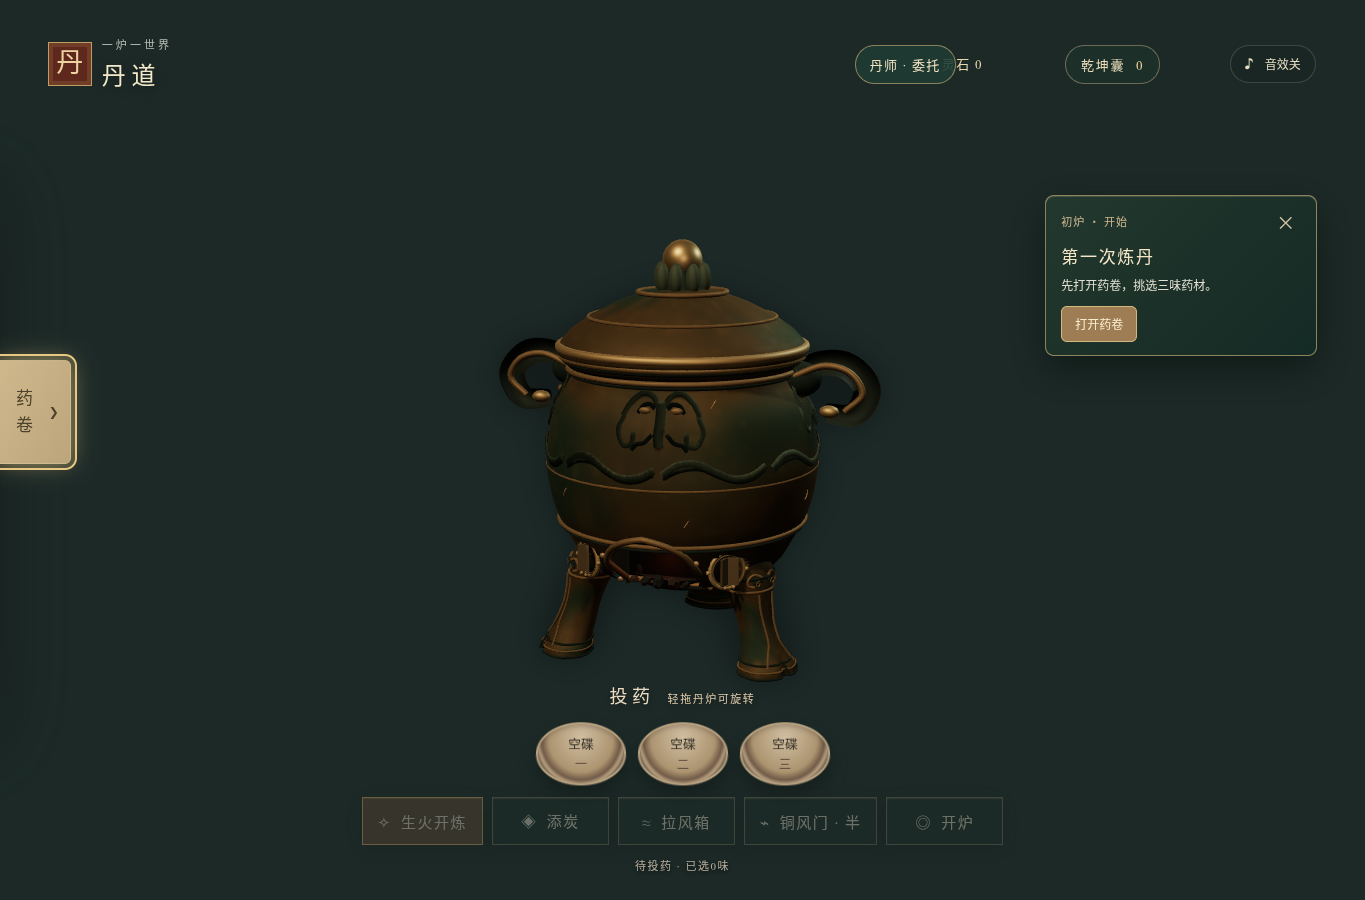 丹
一炉一世界
丹道
丹师 · 委托
石 0
乾坤囊 0
音效关
初炉 · 开始
第一次炼丹
先打开药卷，挑选三味药材。
打开药卷
药卷
投药 轻拖丹炉可旋转
空碟 一
空碟 二
空碟 三
生火开炼
添炭
拉风箱
铜风门 · 半
开炉
待投药 · 已选0味